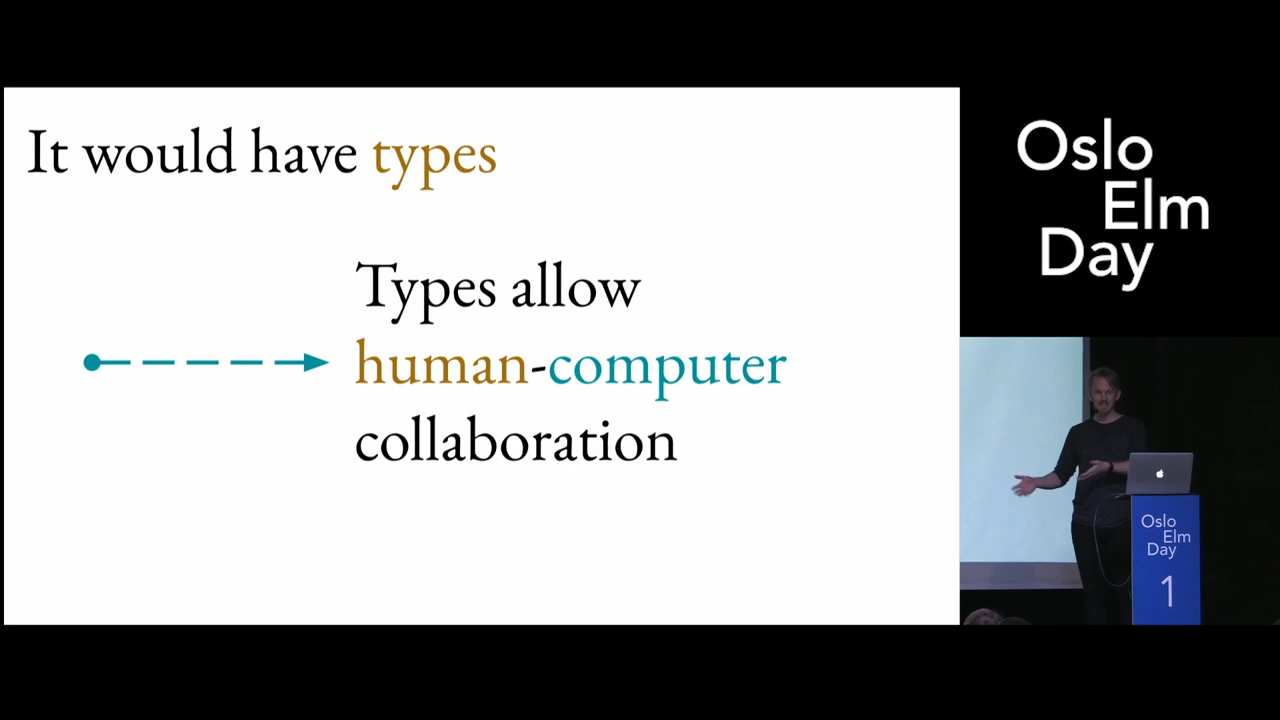 It would have types
Types allow
human-computer
collaboration
Oslo
Elm
Day
Oslo
Elm
Day
1